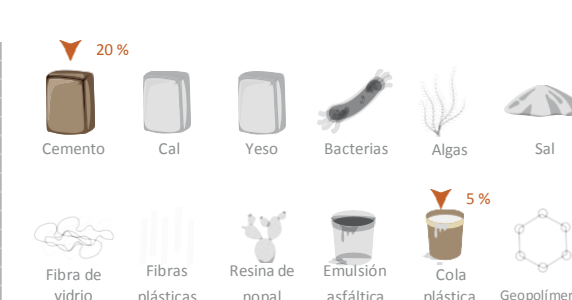 20 %
Cemento Cal Yeso Bacterias Algas Sal
5 %
Fibra de vidrio
Fibras plásticas
Resina de nopal
Emulsión asfáltica
Cola plástica